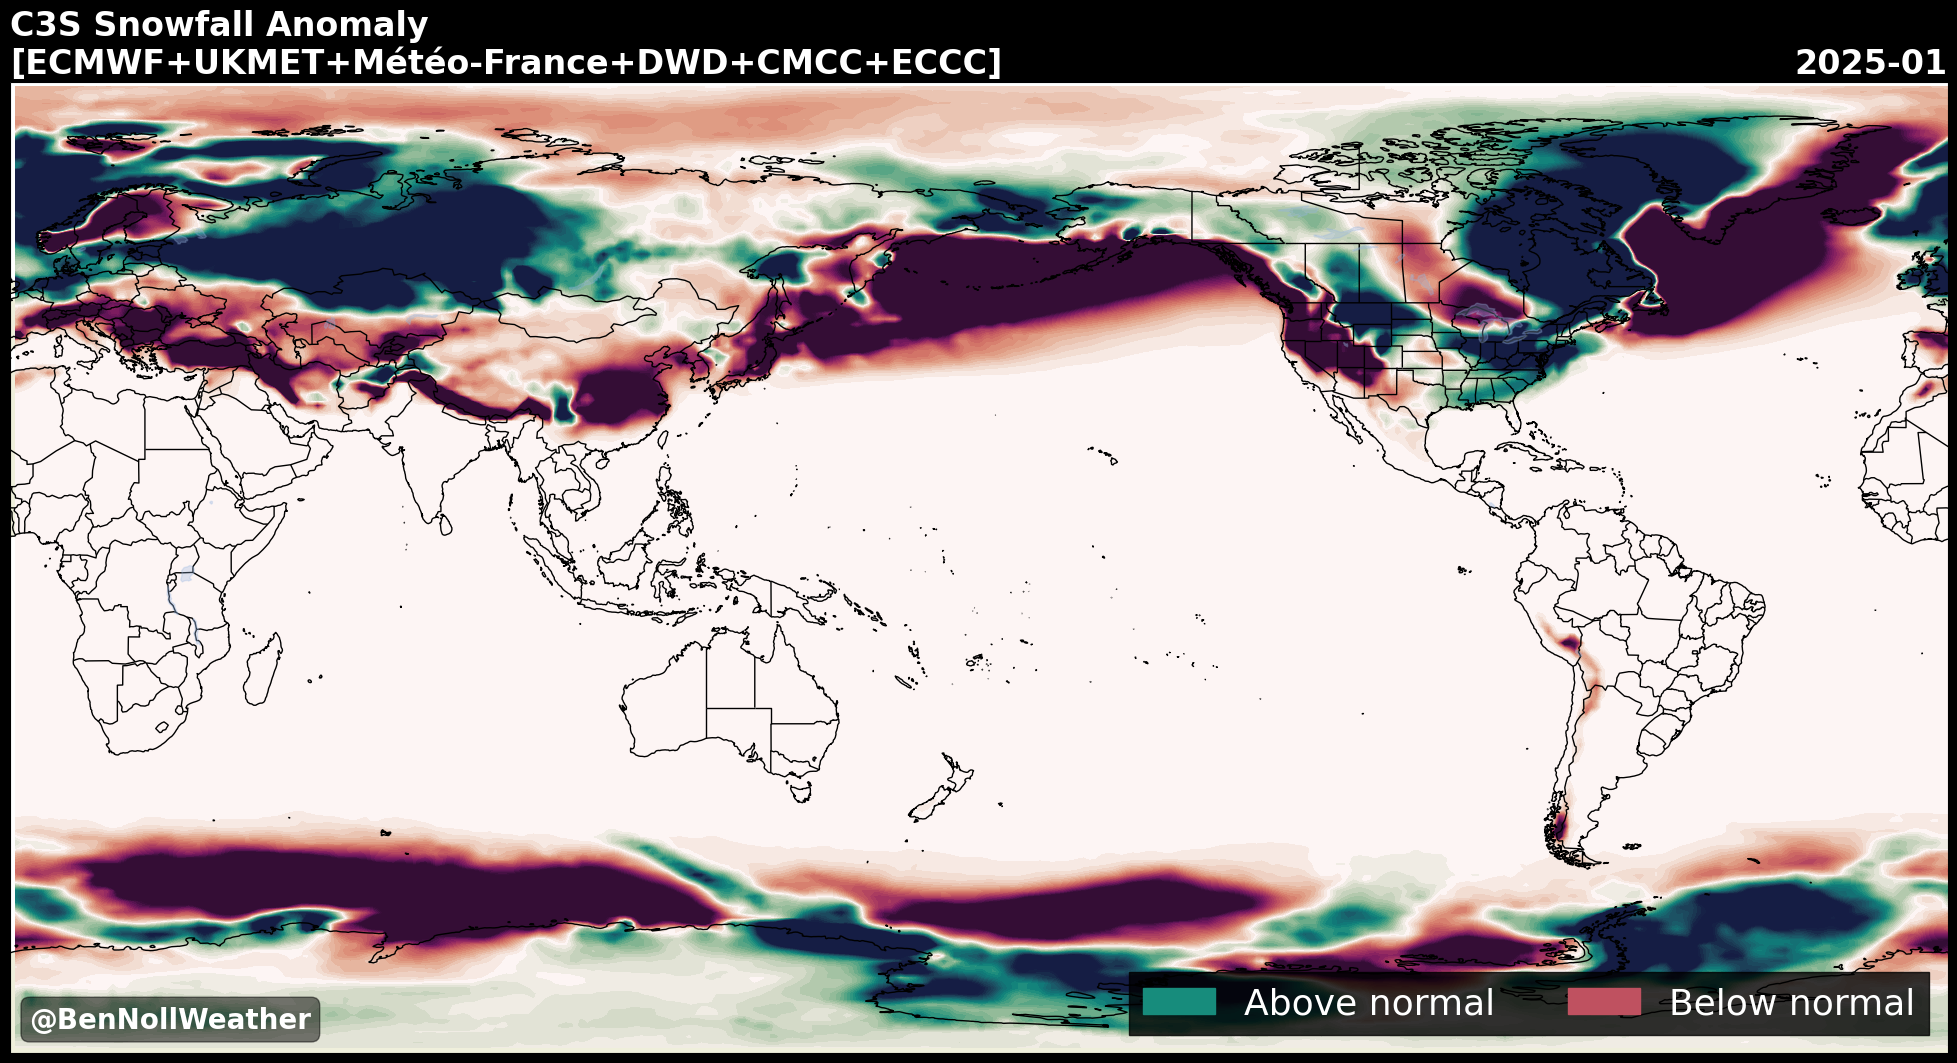 C3S Snowfall Anomaly
[ECMWF+UKMET+Météo-France+DWD+CMCC+ECCC]
2025-01
@BenNollWeather
Above normal
Below normal